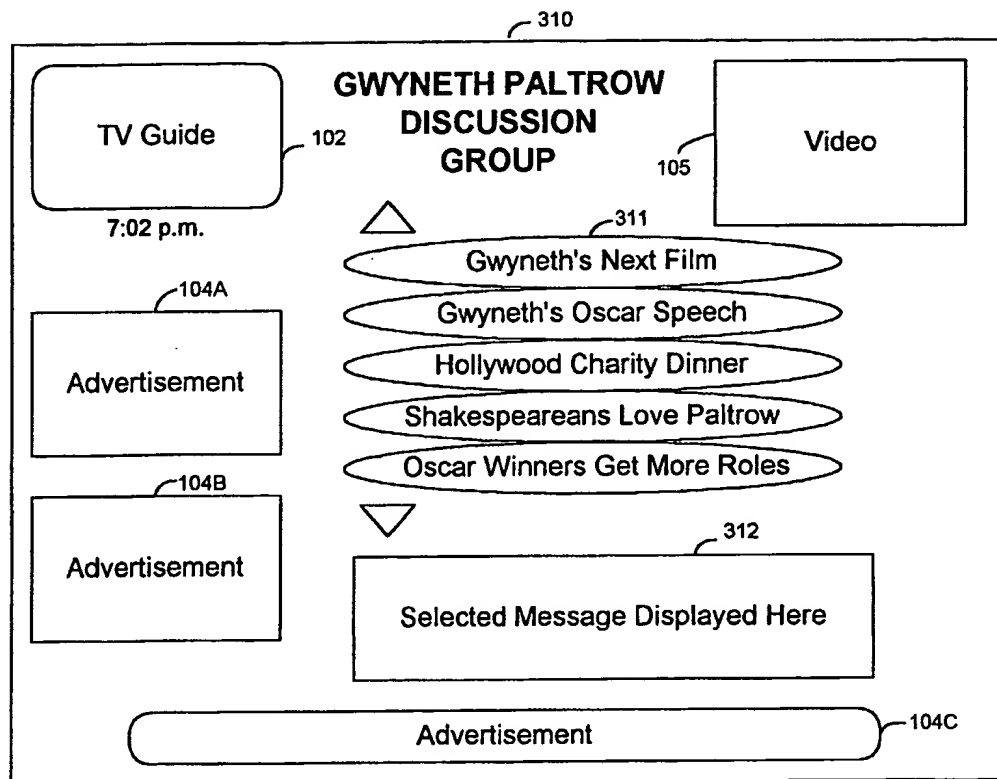 310
GWYNETH PALTROW
DISCUSSION
GROUP
TV Guide
102
7:02 p.m.
105
Video
311
Gwyneth's Next Film
Gwyneth's Oscar Speech
Hollywood Charity Dinner
Shakespeareans Love Paltrow
Oscar Winners Get More Roles
104A
Advertisement
104B
Advertisement
312
Selected Message Displayed Here
Advertisement
104C